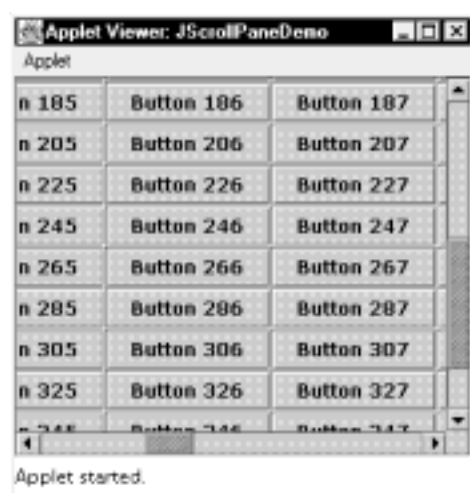 Applet Viewer: JScrollPaneDemo
Applet
n 185 Button 186 Button 187
n 205 Button 206 Button 207
n 225 Button 226 Button 227
n 245 Button 246 Button 247
n 265 Button 266 Button 267
n 285 Button 286 Button 287
n 305 Button 306 Button 307
n 325 Button 326 Button 327
Applet started.